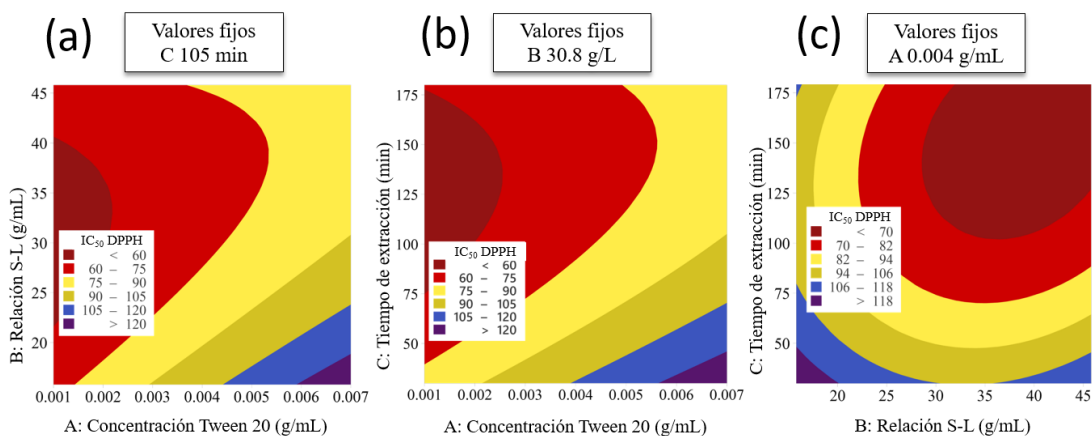 (a)
Valores fijos
C 105 min
B: Relación S-L (g/mL)
45
40
35
30
25
20
IC₅₀ DPPH
< 60
60 – 75
75 – 90
90 – 105
105 – 120
> 120
0.001 0.002 0.003 0.004 0.005 0.006 0.007
A: Concentración Tween 20 (g/mL)
(b)
Valores fijos
B 30.8 g/L
C: Tiempo de extracción (min)
175
150
125
100
50
IC₅₀ DPPH
< 60
60 – 75
75 – 90
90 – 105
105 – 120
> 120
0.001 0.002 0.003 0.004 0.005 0.006 0.007
A: Concentración Tween 20 (g/mL)
(c)
Valores fijos
A 0.004 g/mL
C: Tiempo de extracción (min)
175
150
125
100
75
50
IC₅₀ DPPH
< 70
70 – 82
82 – 94
94 – 106
106 – 118
> 118
20 25 30 35 40 45
B: Relación S-L (g/mL)